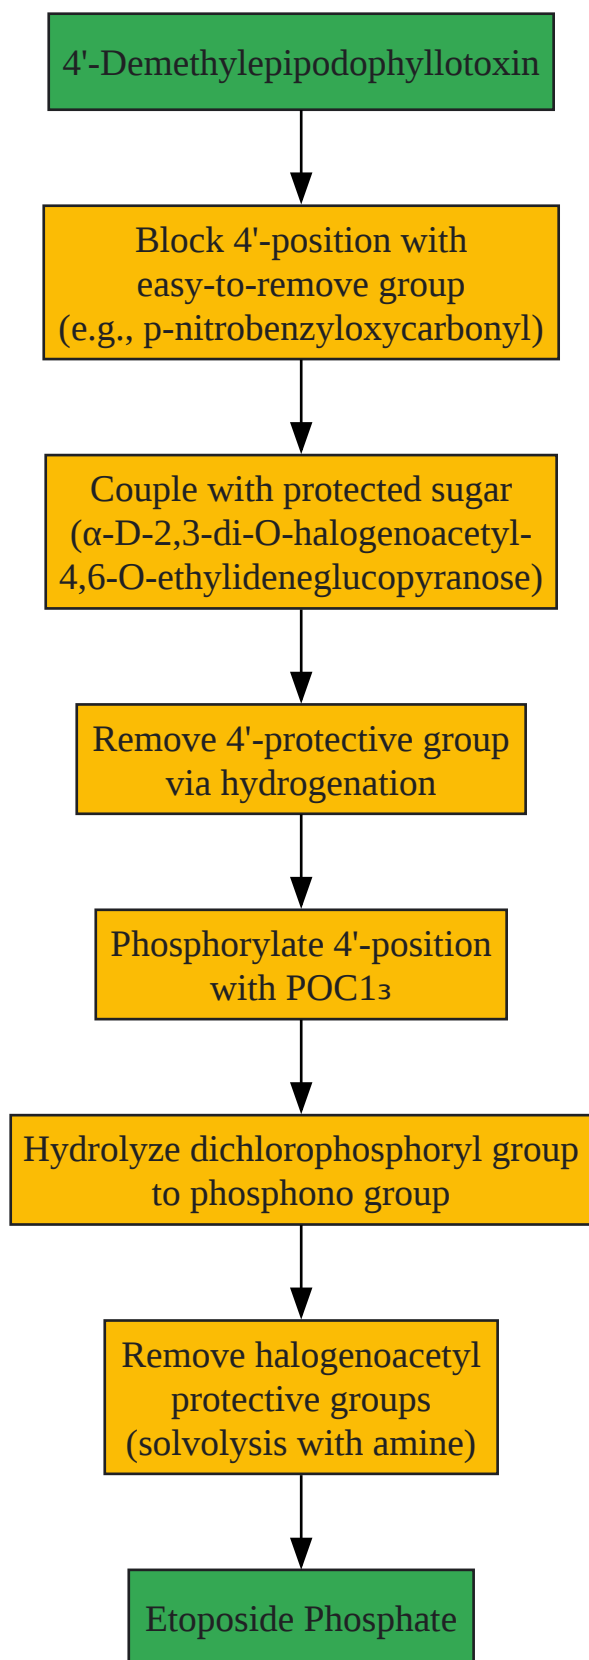 4'-Demethylepipodophyllotoxin
Block 4'-position with
easy-to-remove group
(e.g., p-nitrobenzyloxycarbonyl)
Couple with protected sugar
(α-D-2,3-di-O-halogenoacetyl-
4,6-O-ethylideneglucopyranose)
Remove 4'-protective group
via hydrogenation
Phosphorylate 4'-position
with POC1₃
Hydrolyze dichlorophosphoryl group
to phosphono group
Remove halogenoacetyl
protective groups
(solvolysis with amine)
Etoposide Phosphate